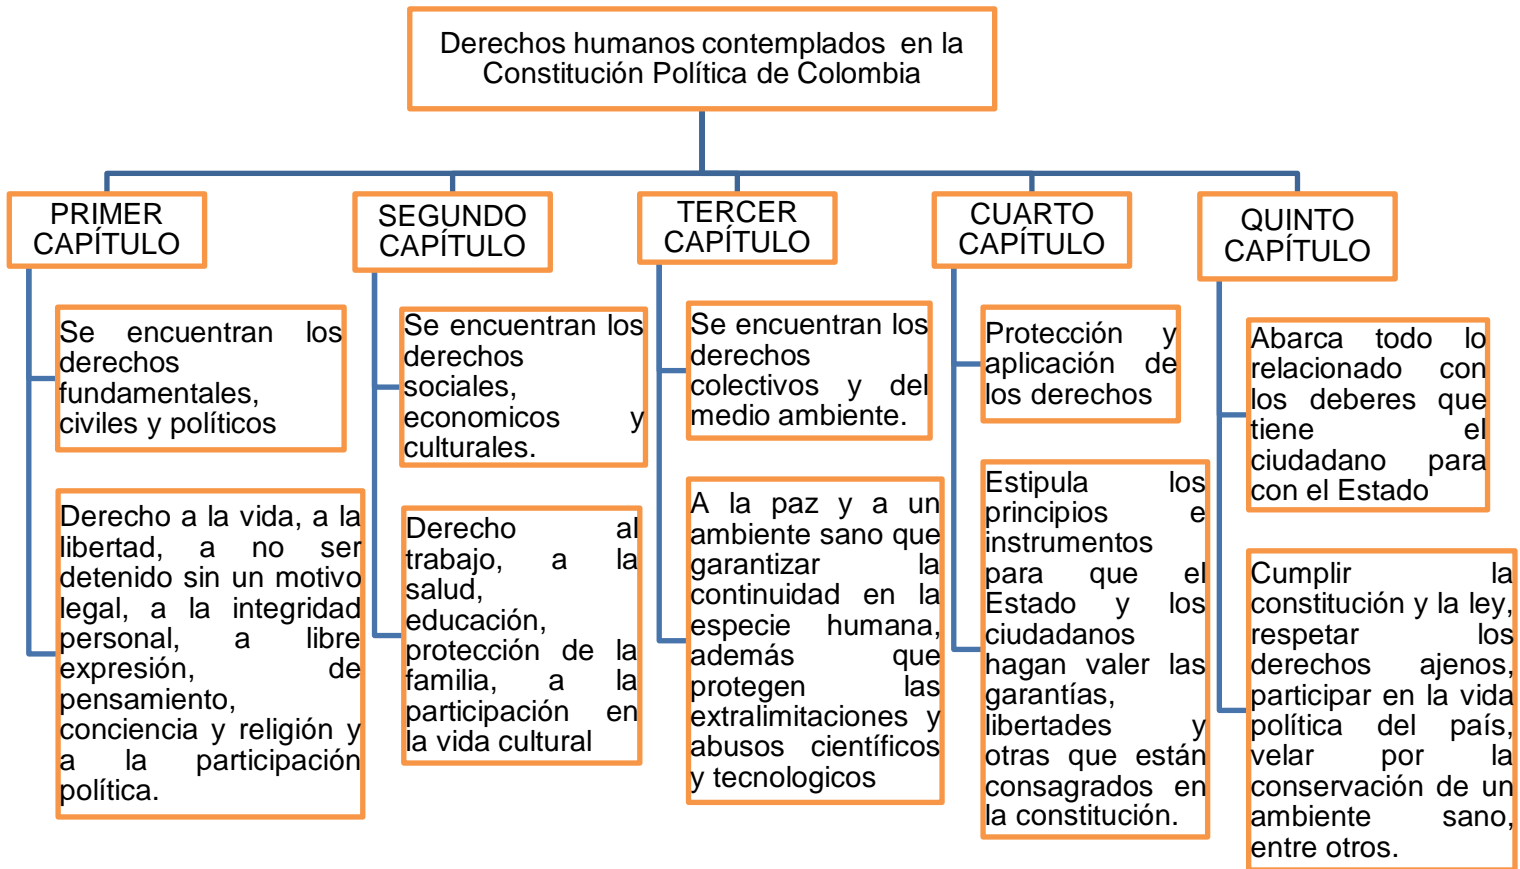 Derechos humanos contemplados en la
Constitución Política de Colombia
PRIMER
CAPÍTULO
Se encuentran los
derechos
fundamentales,
civiles y políticos
Derecho a la vida, a la
libertad, a no ser
detenido sin un motivo
legal, a la integridad
personal, a libre
expresión, de
pensamiento,
conciencia y religión y
a la participación
política.
SEGUNDO
CAPÍTULO
Se encuentran los
derechos
sociales,
economicos y
culturales.
Derecho al
trabajo, a la
salud,
educación,
protección de la
familia, a la
participación en
la vida cultural
TERCER
CAPÍTULO
Se encuentran los
derechos
colectivos y del
medio ambiente.
A la paz y a un
ambiente sano que
garantizar la
continuidad en la
especie humana,
además que
protegen las
extralimitaciones y
abusos científicos
y tecnologicos
CUARTO
CAPÍTULO
Protección y
aplicación de
los derechos
Estipula los
principios e
instrumentos
para que el
Estado y los
ciudadanos
hagan valer las
garantías,
libertades y
otras que están
consagrados en
la constitución.
QUINTO
CAPÍTULO
Abarca todo lo
relacionado con
los deberes que
tiene el
ciudadano para
con el Estado
Cumplir la
constitución y la ley,
respetar los
derechos ajenos,
participar en la vida
política del país,
velar por la
conservación de un
ambiente sano,
entre otros.